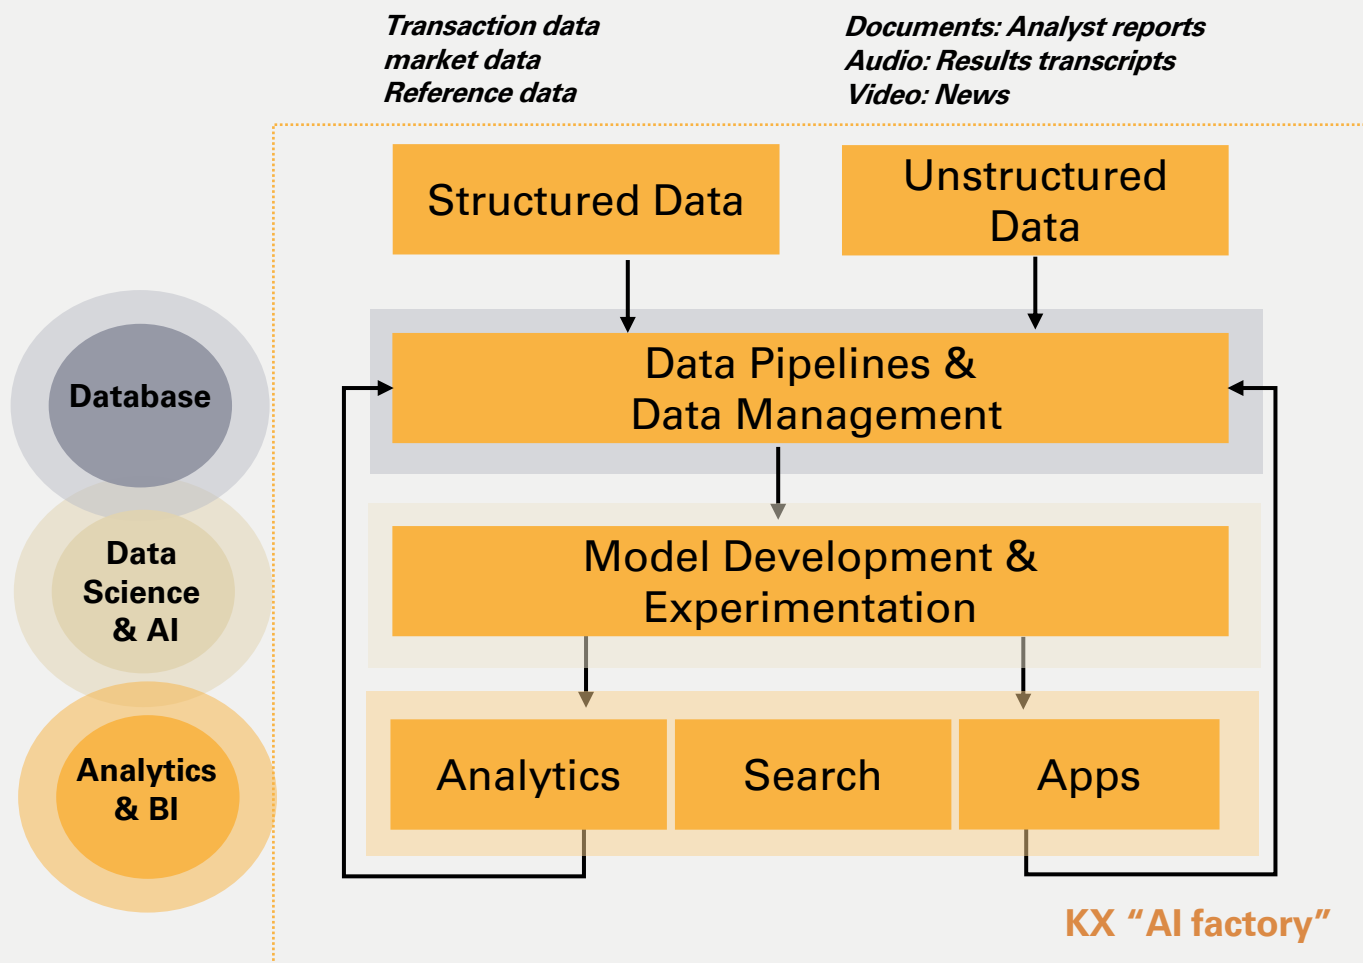 Transaction data
market data
Reference data
Documents: Analyst reports
Audio: Results transcripts
Video: News
Structured Data
Unstructured
Data
Database
Data Pipelines &
Data Management
Data
Science
& AI
Model Development &
Experimentation
Analytics
& BI
Analytics
Search
Apps
KX “AI factory”